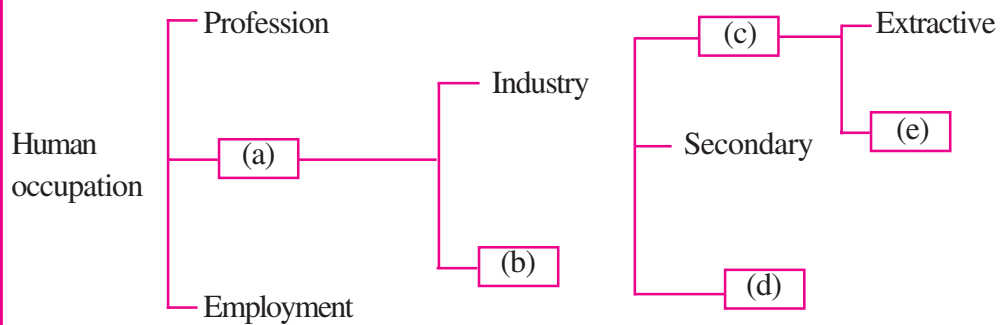 Profession
Extractive
(c)
Industry
Human
occupation
(a)
(e)
Secondary
(b)
(d)
Employment